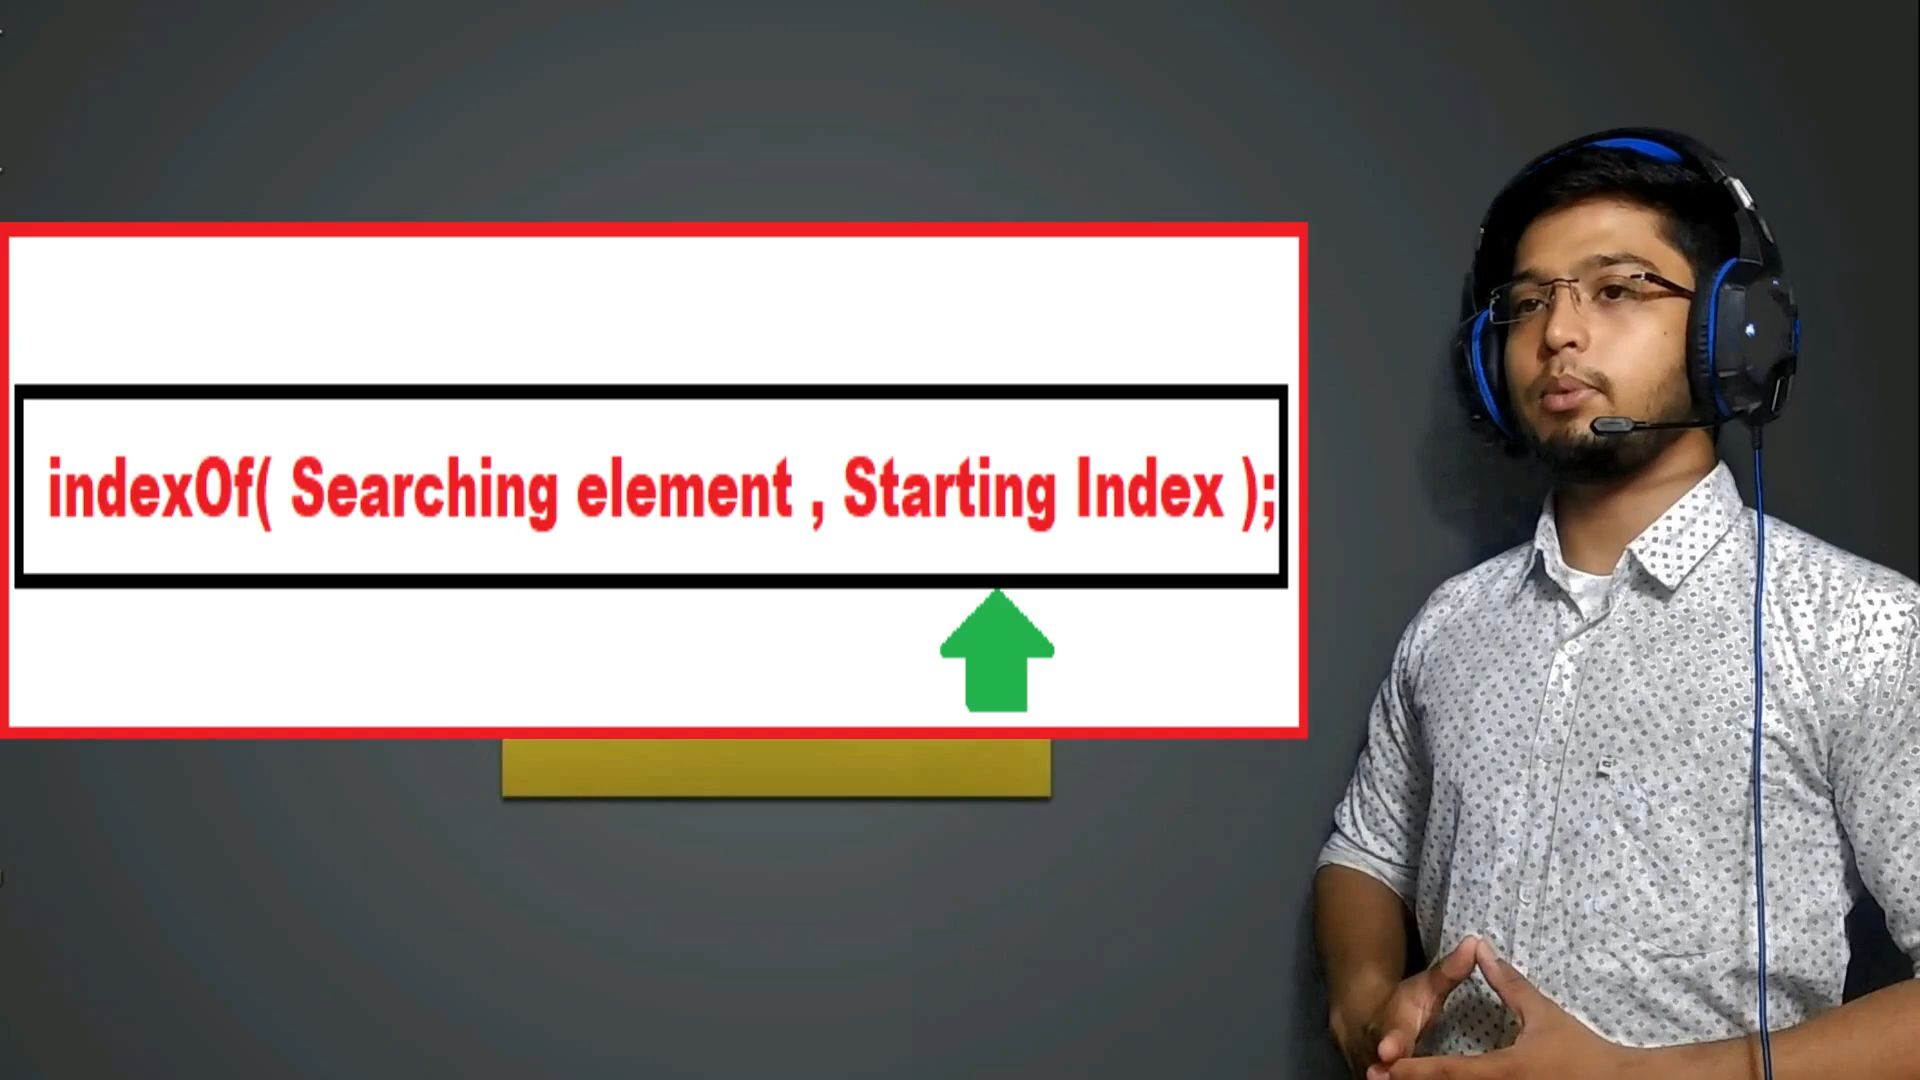 indexOf( Searching element , Starting Index );